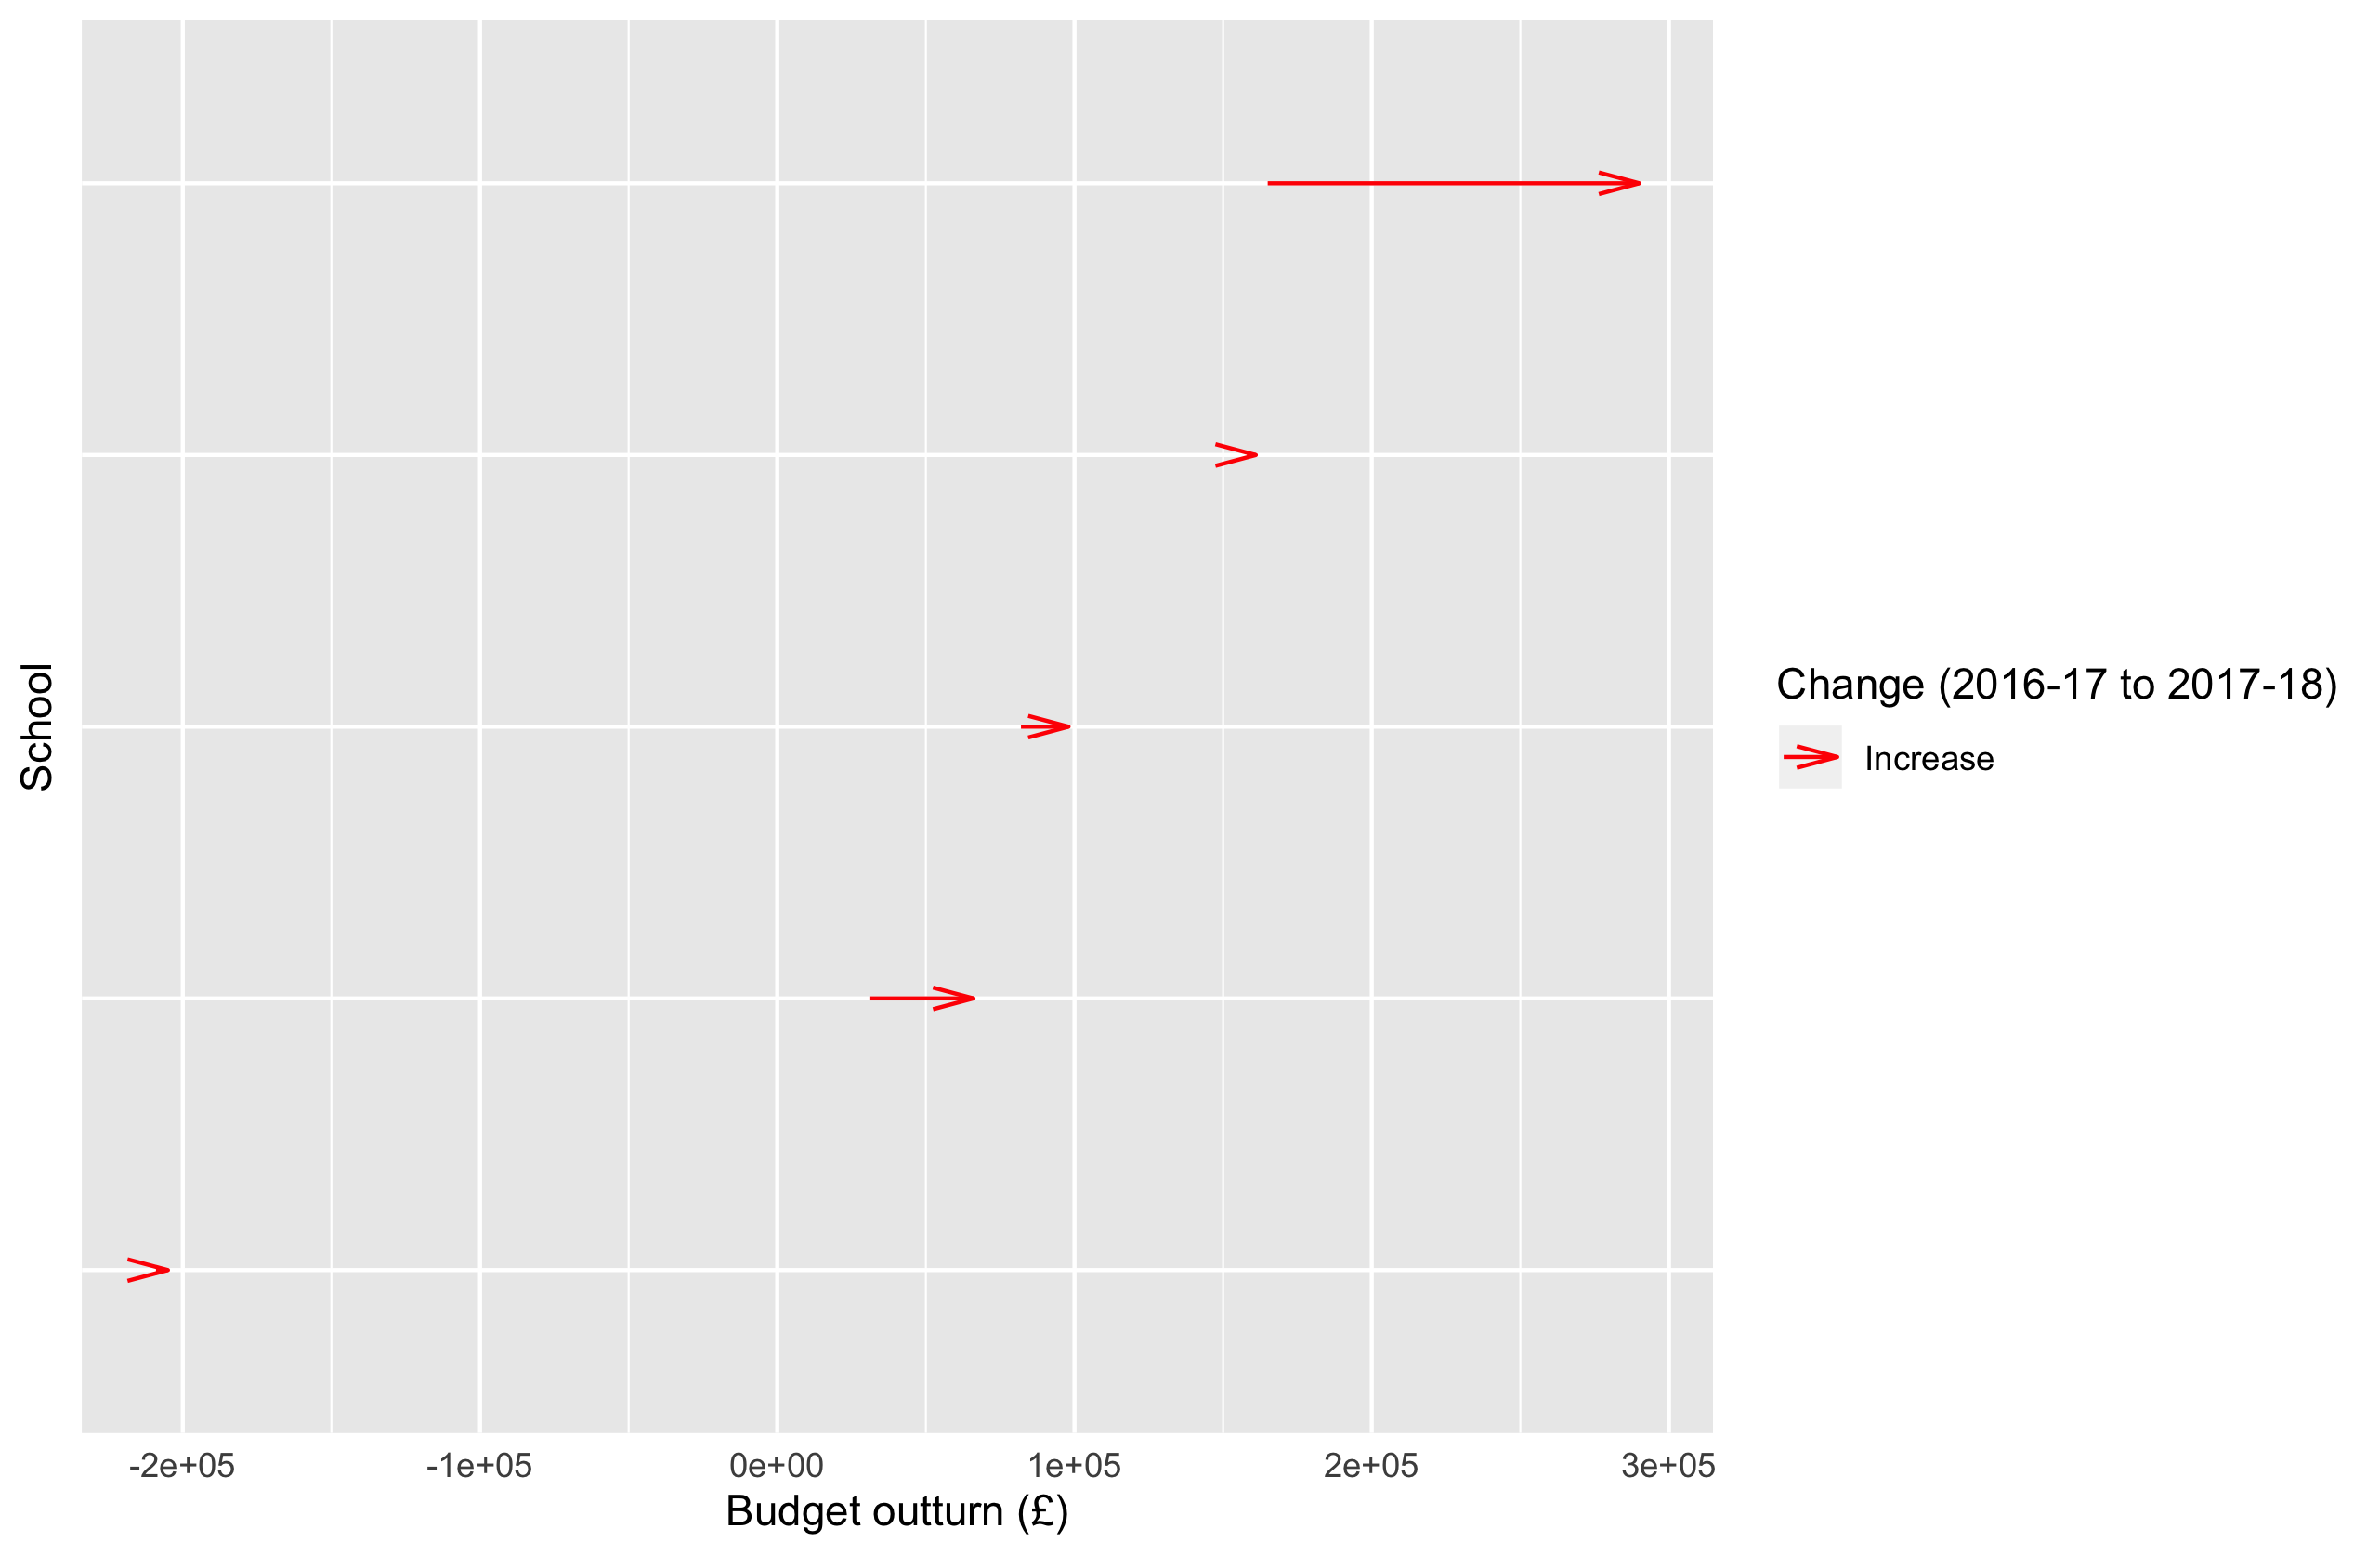 School
-2e+05
-1e+05
0e+00
1e+05
2e+05
3e+05
Budget outturn (£)
Change (2016-17 to 2017-18)
Increase